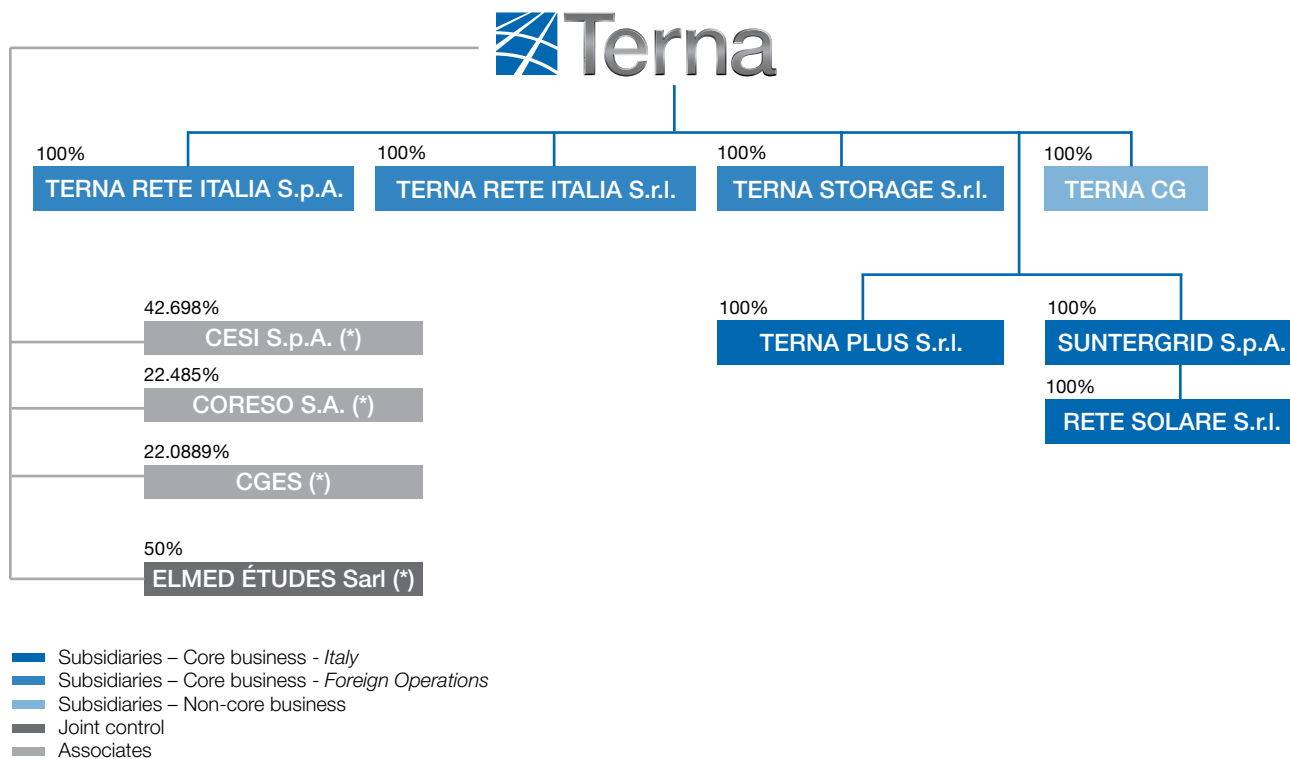 Terna
100%
TERNA RETE ITALIA S.p.A.
100%
TERNA RETE ITALIA S.r.l.
100%
TERNA STORAGE S.r.l.
100%
TERNA CG
42.698%
CESI S.p.A. (*)
22.485%
CORESO S.A. (*)
22.0889%
CGES (*)
50%
ELMED ÉTUDES Sarl (*)
100%
TERNA PLUS S.r.l.
100%
SUNTERGRID S.p.A.
100%
RETE SOLARE S.r.l.
Subsidiaries – Core business - Italy
Subsidiaries – Core business - Foreign Operations
Subsidiaries – Non-core business
Joint control
Associates